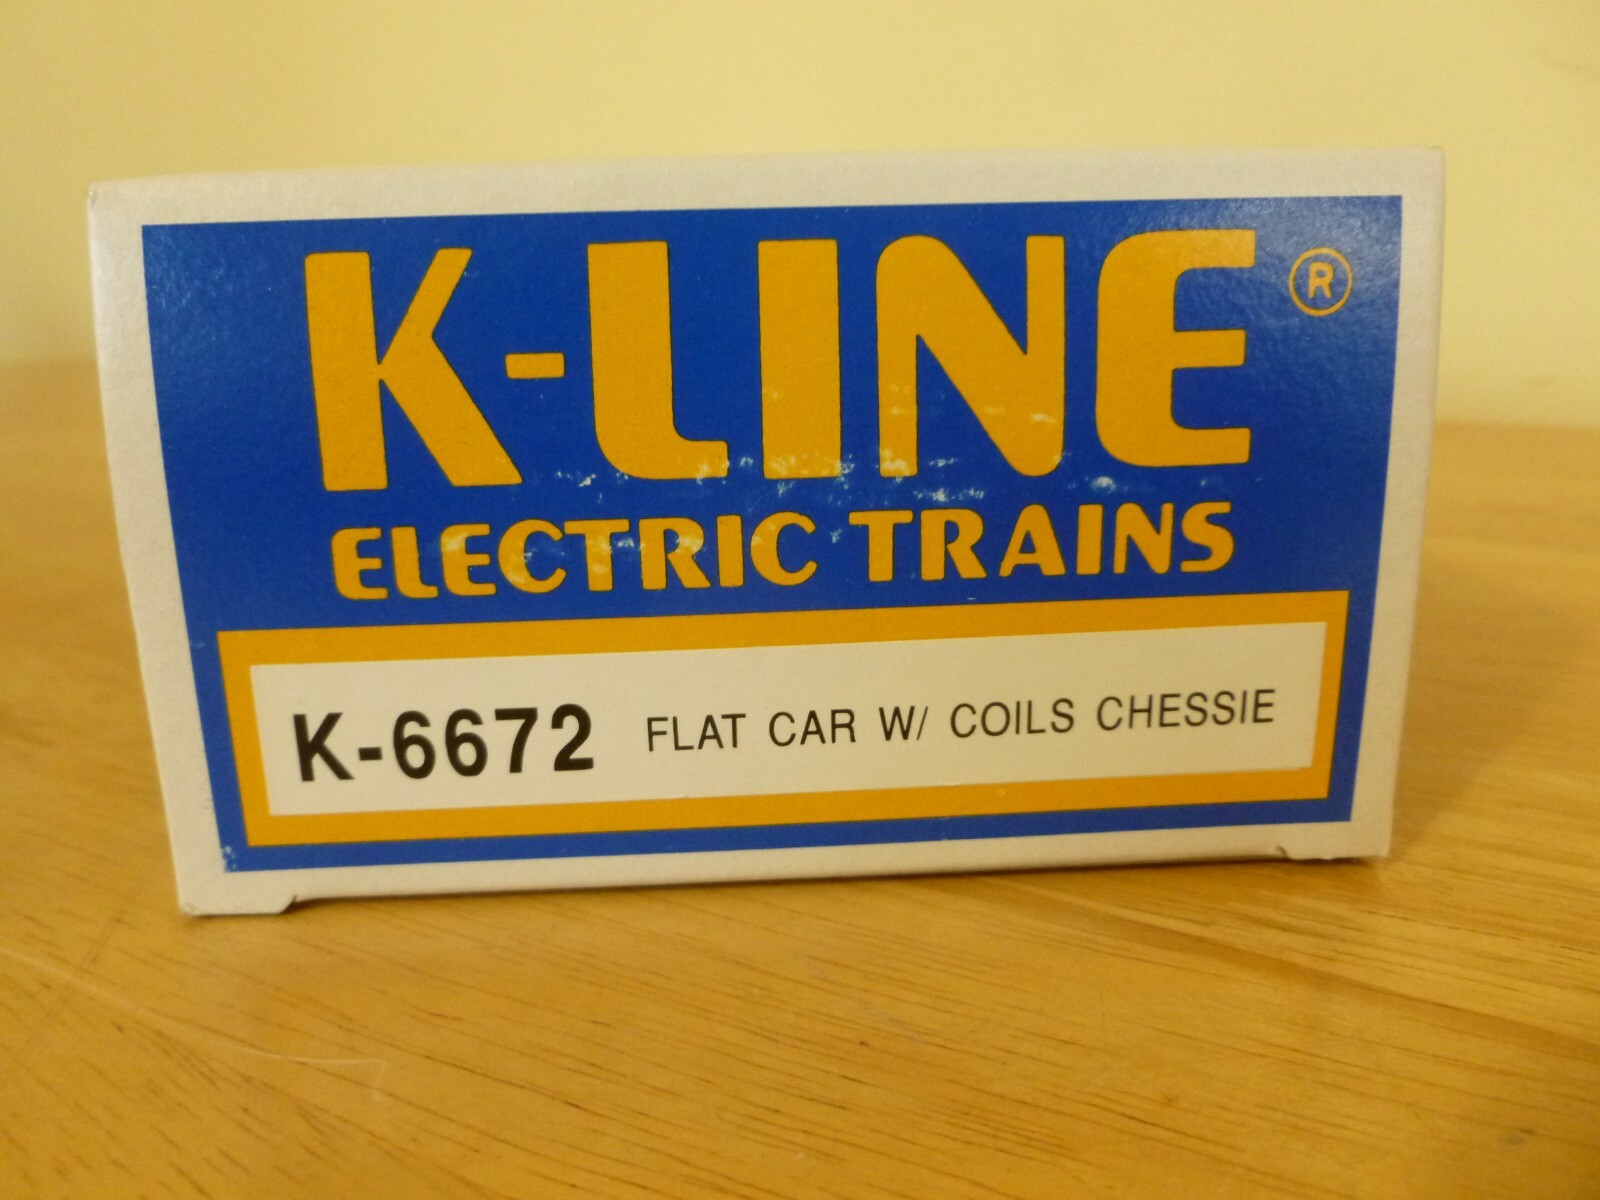 K-LINE®
ELECTRIC TRAINS
K-6672 FLAT CAR W/ COILS CHESSIE